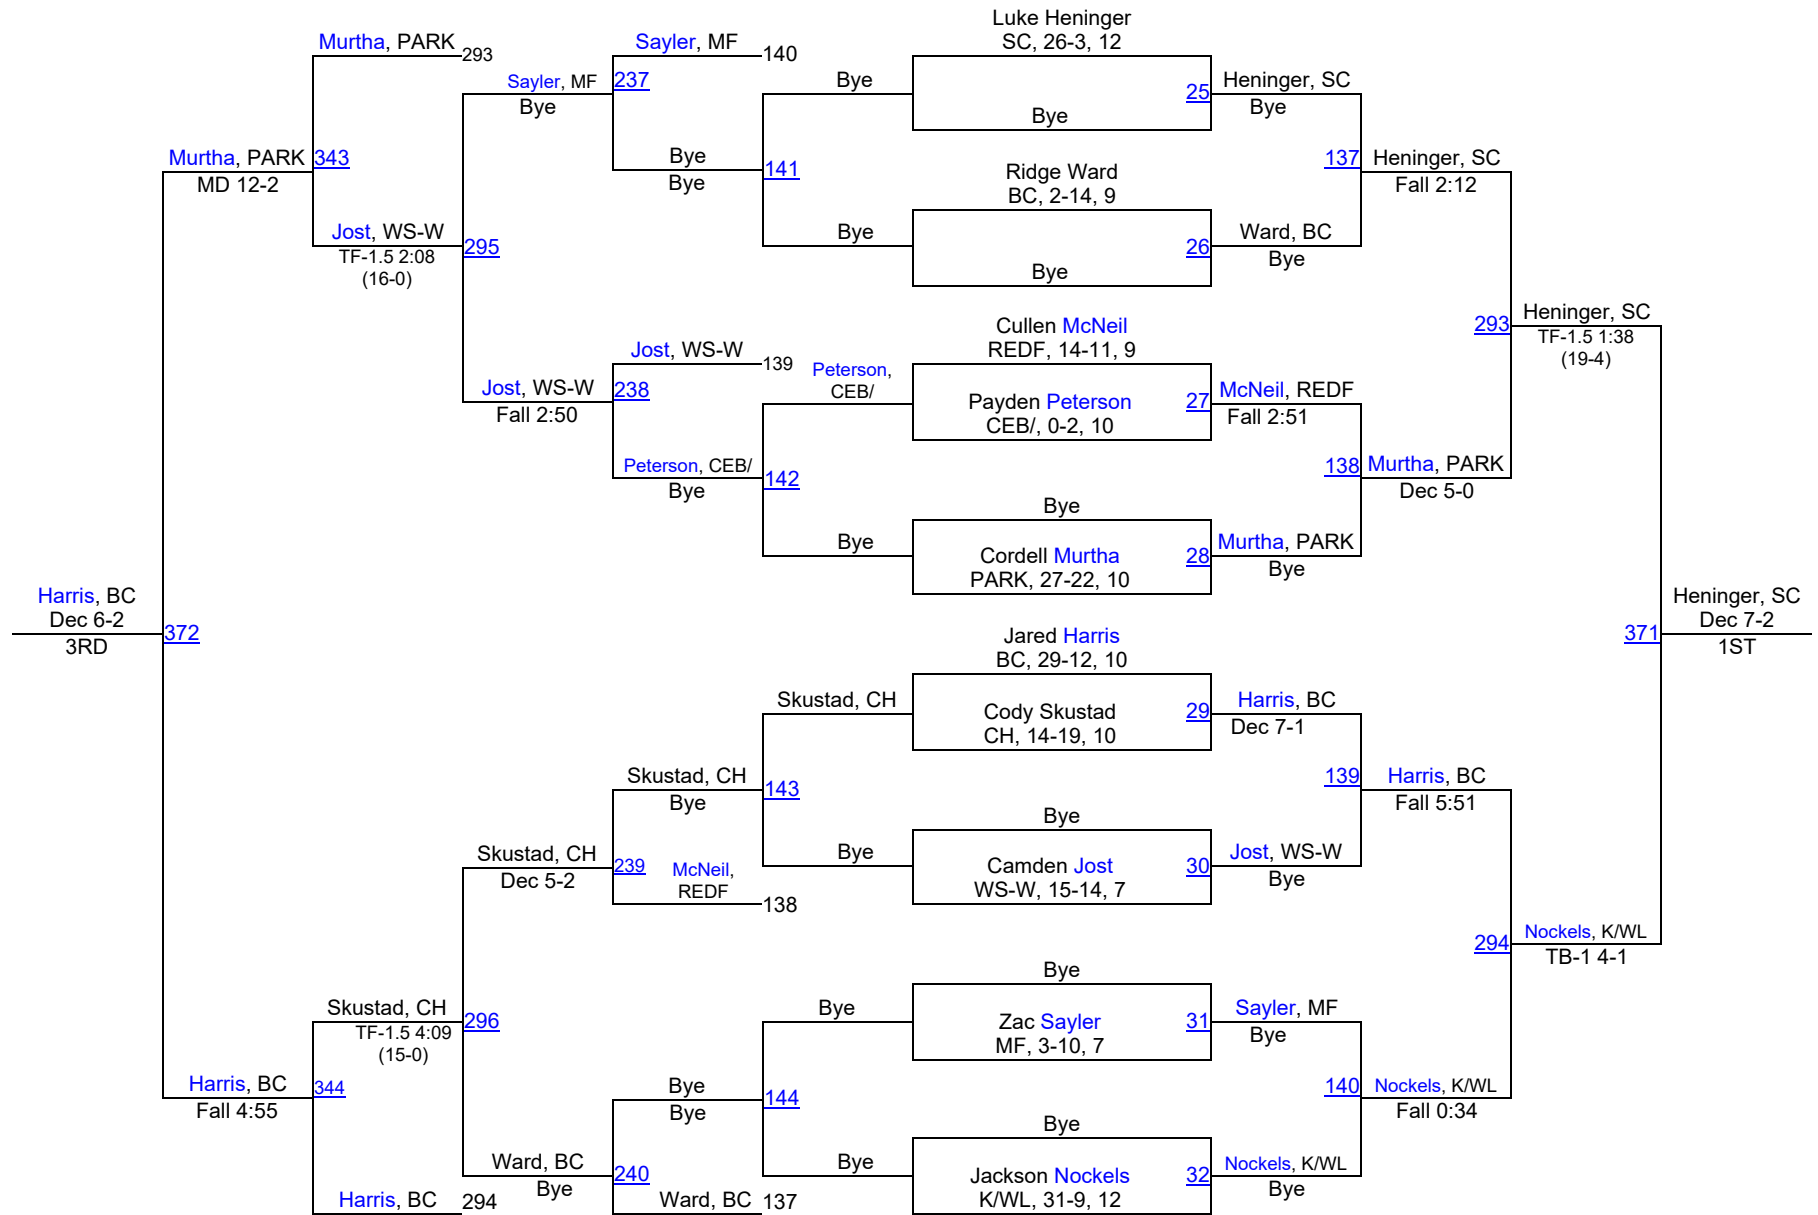 Luke Heninger
SC, 26-3, 12
Murtha, PARK
293
Sayler, MF
140
Sayler, MF
Bye
237
Bye
25
Heninger, SC
Bye
Bye
Murtha, PARK
MD 12-2
343
Bye
Bye
141
Ridge Ward
BC, 2-14, 9
137
Heninger, SC
Fall 2:12
Jost, WS-W
TF-1.5 2:08
(16-0)
295
Bye
26
Ward, BC
Bye
Bye
Cullen McNeil
REDF, 14-11, 9
293
Heninger, SC
TF-1.5 1:38
(19-4)
Jost, WS-W
139
Peterson,
CEB/
Jost, WS-W
Fall 2:50
238
Payden Peterson
CEB/, 0-2, 10
27
McNeil, REDF
Fall 2:51
Peterson, CEB/
Bye
142
138
Murtha, PARK
Dec 5-0
Bye
Bye
Cordell Murtha
PARK, 27-22, 10
28
Murtha, PARK
Bye
Harris, BC
Dec 6-2
3RD
372
Jared Harris
BC, 29-12, 10
371
Heninger, SC
Dec 7-2
1ST
Skustad, CH
Cody Skustad
CH, 14-19, 10
29
Harris, BC
Dec 7-1
Skustad, CH
Bye
143
139
Harris, BC
Fall 5:51
Bye
Skustad, CH
Dec 5-2
239
McNeil,
REDF
138
Bye
Camden Jost
WS-W, 15-14, 7
30
Jost, WS-W
Bye
294
Nockels, K/WL
TB-1 4-1
Bye
Skustad, CH
TF-1.5 4:09
(15-0)
296
Bye
Zac Sayler
MF, 3-10, 7
31
Sayler, MF
Bye
Harris, BC
Fall 4:55
344
Bye
Bye
144
140
Nockels, K/WL
Fall 0:34
Bye
Ward, BC
Bye
240
Bye
Jackson Nockels
K/WL, 31-9, 12
32
Nockels, K/WL
Bye
Harris, BC
294
Ward, BC
137